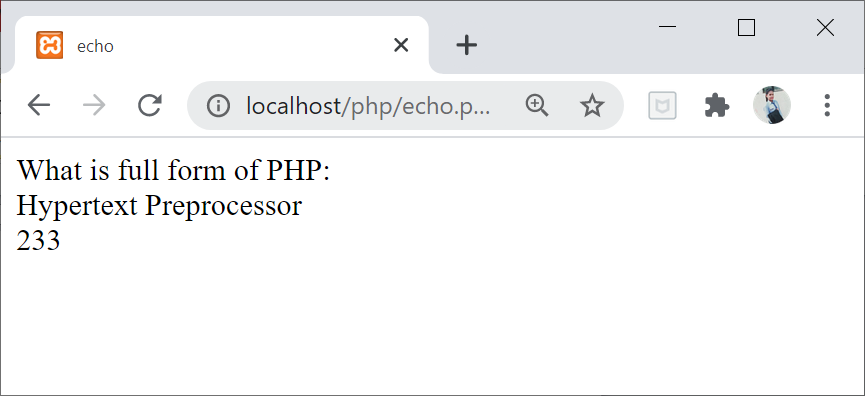 echo
localhost/php/echo.p...
What is full form of PHP:
Hypertext Preprocessor
233